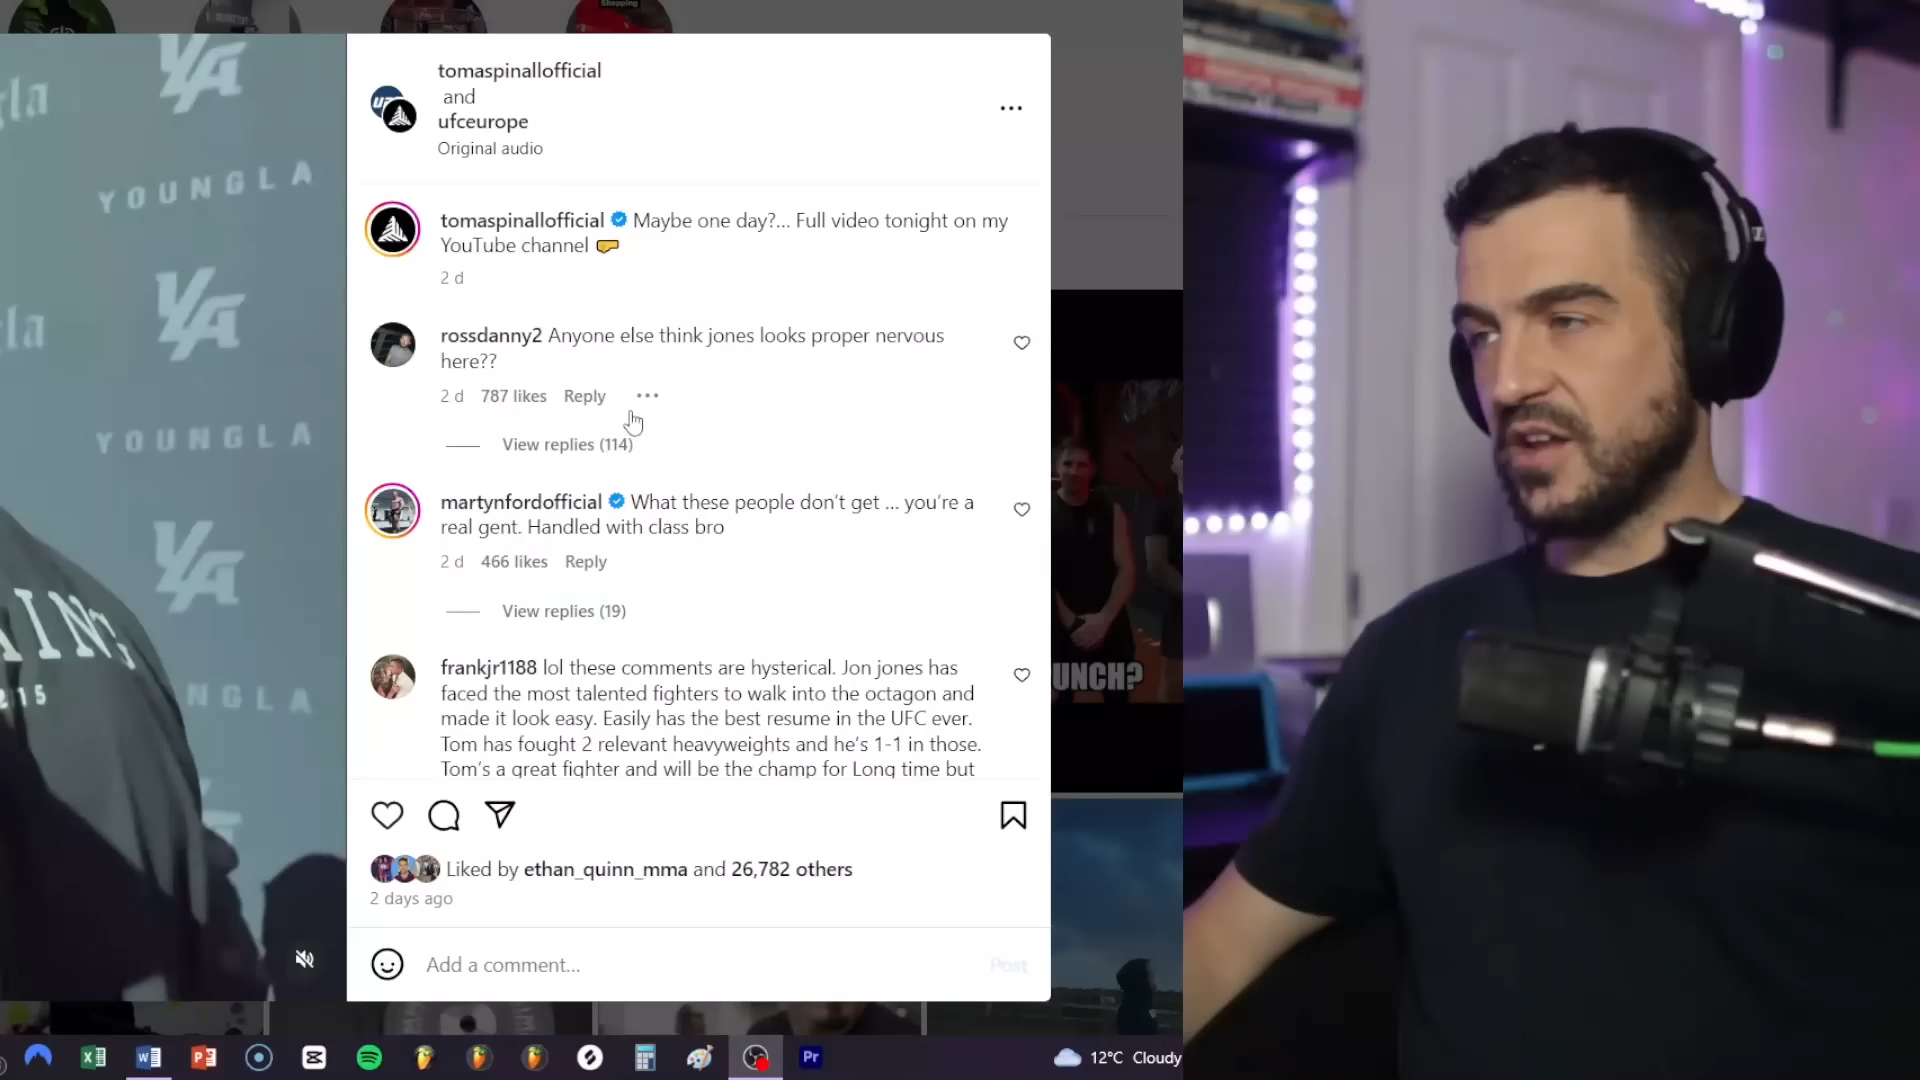 Shopping
YOUNGLA
YOUNGLA
tomaspinallofficial
and
ufceurope
Original audio
tomaspinallofficial Maybe one day?... Full video tonight on my
YouTube channel
2 d
rossdanny2 Anyone else think jones looks proper nervous
here??
2 d 787 likes Reply
View replies (114)
martynfordofficial What these people don't get ... you're a
real gent. Handled with class bro
2 d 466 likes Reply
View replies (19)
frankjr1188 lol these comments are hysterical. Jon jones has
faced the most talented fighters to walk into the octagon and
made it look easy. Easily has the best resume in the UFC ever.
Tom has fought 2 relevant heavyweights and he's 1-1 in those.
Tom's a great fighter and will be the champ for Long time but
Liked by ethan_quinn_mma and 26,782 others
2 days ago
Add a comment...
Post
UNCH?
12°C Cloudy
Pr